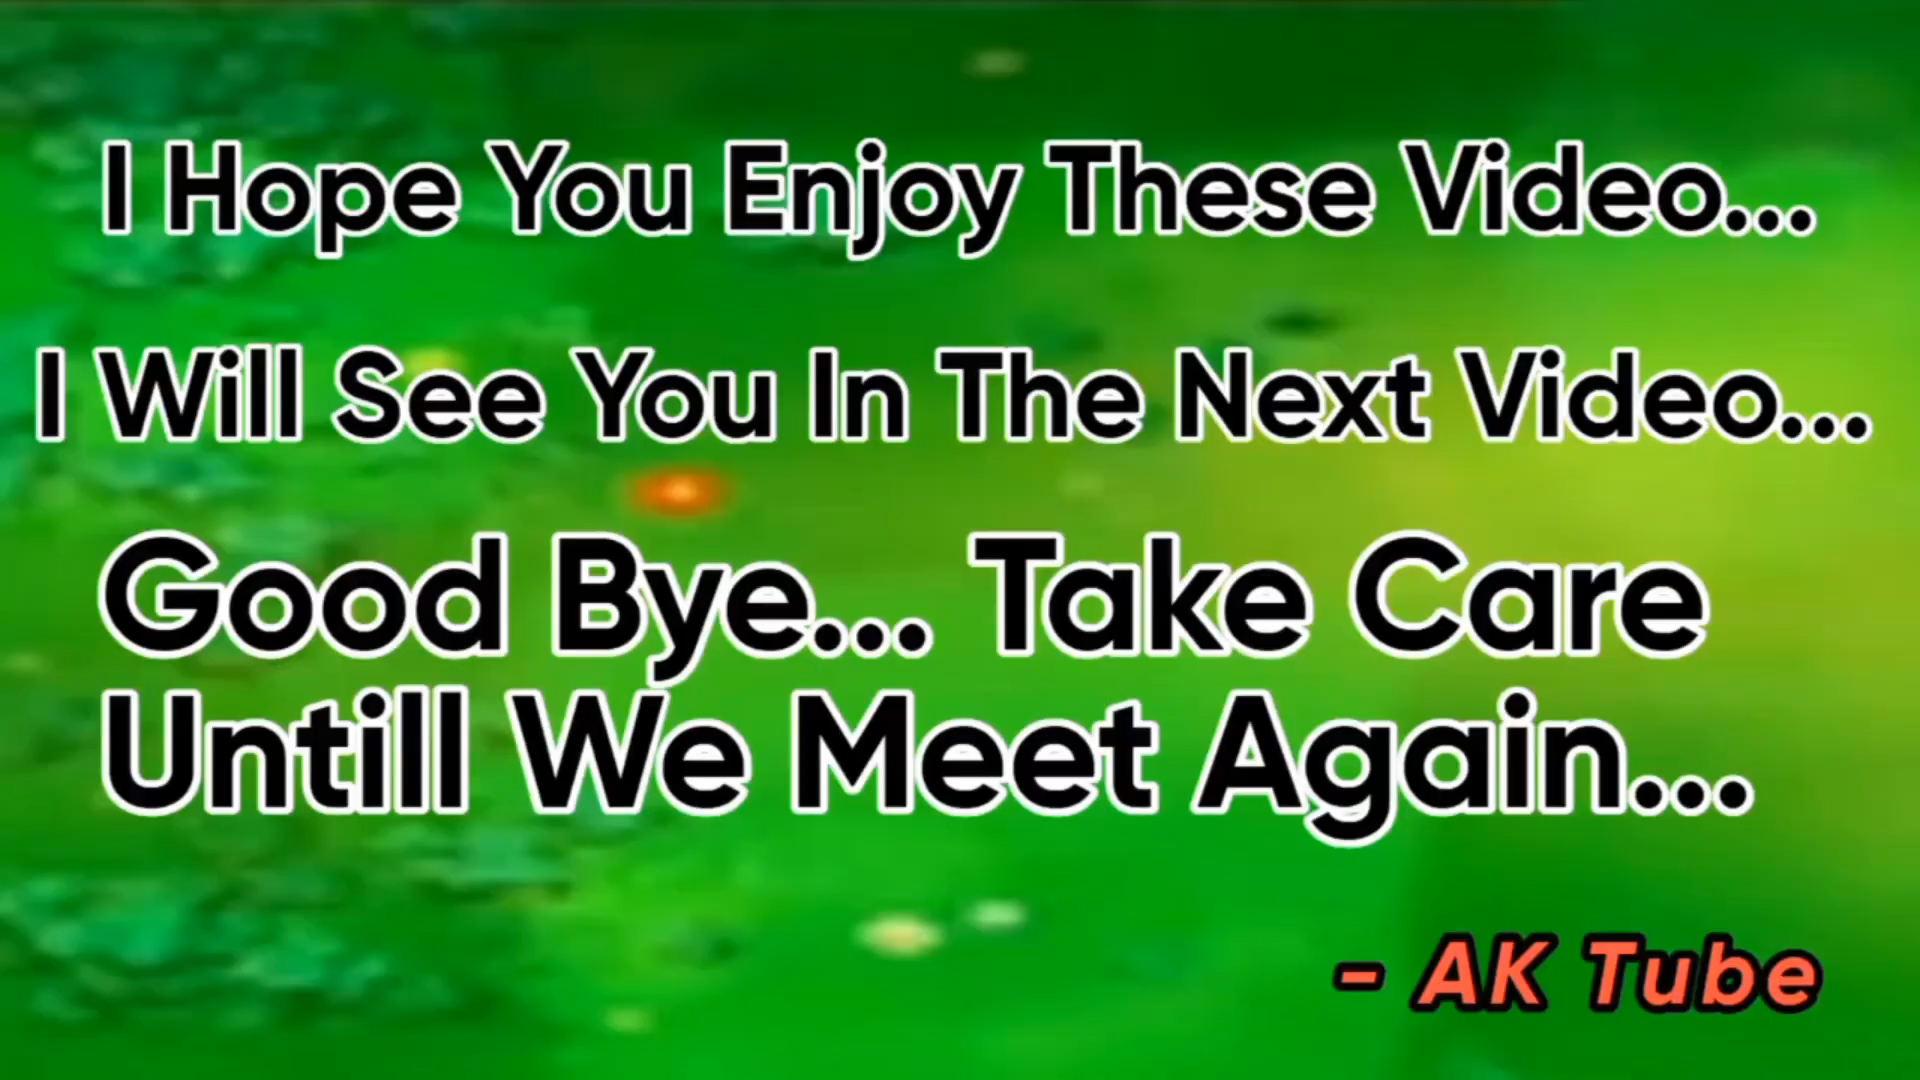 I Hope You Enjoy These Video...
I Will See You In The Next Video...
Good Bye... Take Care
Untill We Meet Again...
- AK Tube